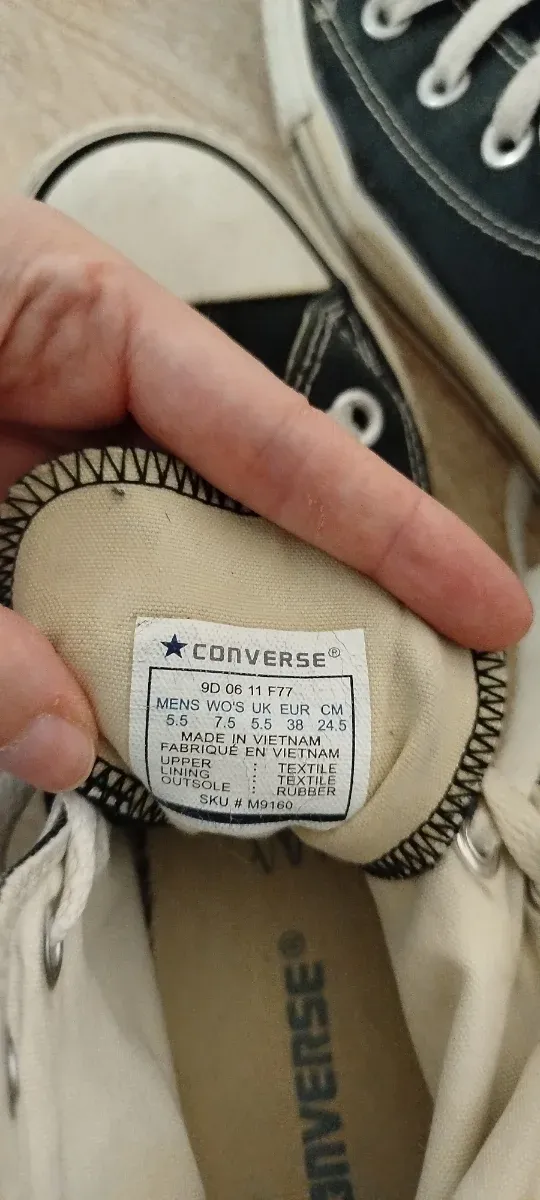 CONVERSE®
9D 06 11 F77
MENS WO'S UK EUR CM
5.5 7.5 5.5 38 24.5
MADE IN VIETNAM
FABRIQUÉ EN VIETNAM
UPPER : TEXTILE
LINING : TEXTILE
OUTSOLE : RUBBER
SKU # M9160
CONVERSE®